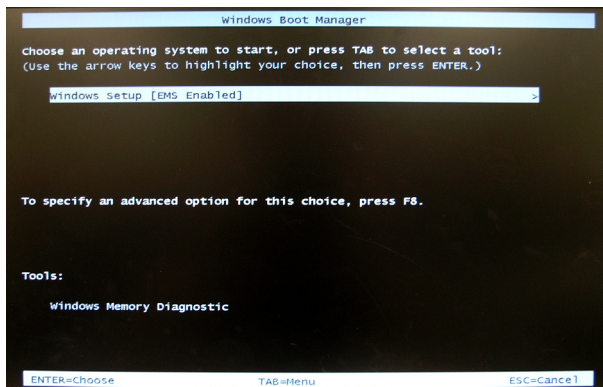 Windows Boot Manager
Choose an operating system to start, or press TAB to select a tool:
(Use the arrow keys to highlight your choice, then press ENTER.)
Windows Setup [EMS Enabled] >
To specify an advanced option for this choice, press F8.
Tools:
Windows Memory Diagnostic
ENTER=Choose TAB=Menu ESC=Cancel